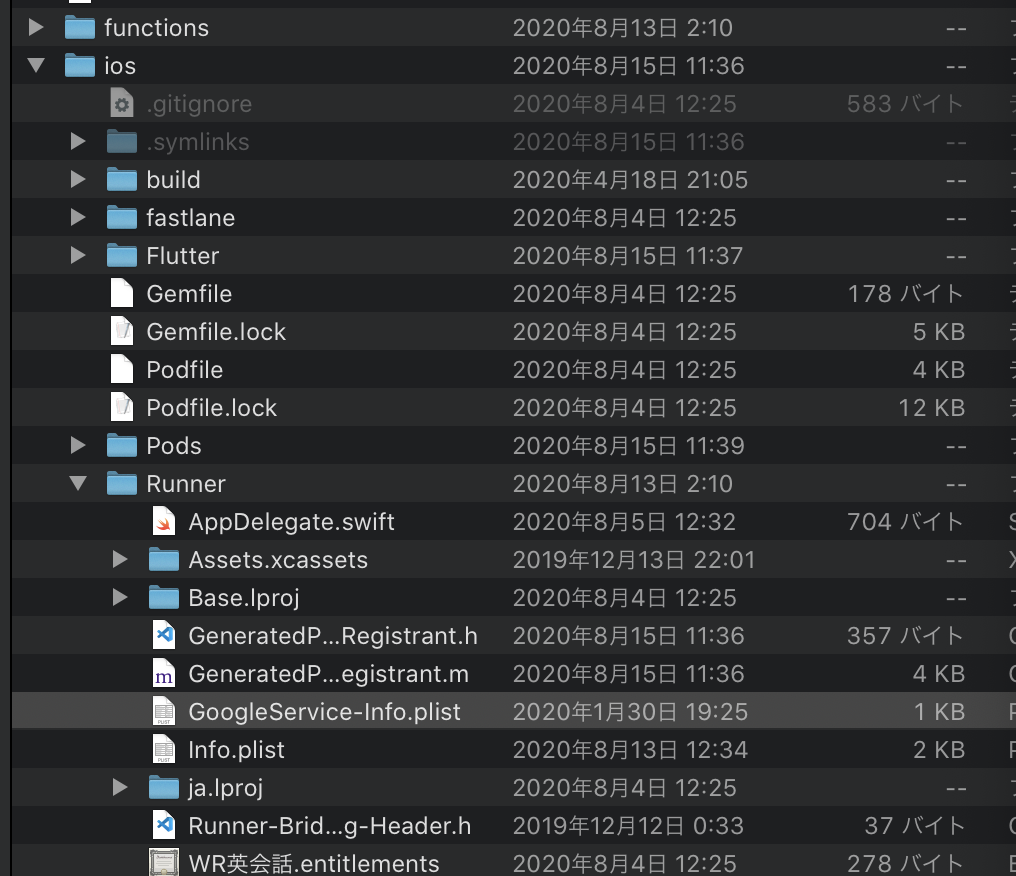 functions 2020年8月13日 2:10 --
ios 2020年8月15日 11:36 --
.gitignore 2020年8月4日 12:25 583 バイト
.symlinks 2020年8月15日 11:36 --
build 2020年4月18日 21:05 --
fastlane 2020年8月4日 12:25 --
Flutter 2020年8月15日 11:37 --
Gemfile 2020年8月4日 12:25 178 バイト
Gemfile.lock 2020年8月4日 12:25 5 KB
Podfile 2020年8月4日 12:25 4 KB
Podfile.lock 2020年8月4日 12:25 12 KB
Pods 2020年8月15日 11:39 --
Runner 2020年8月13日 2:10 --
AppDelegate.swift 2020年8月5日 12:32 704 バイト
Assets.xcassets 2019年12月13日 22:01 --
Base.lproj 2020年8月4日 12:25 --
GeneratedP...Registrant.h 2020年8月15日 11:36 357 バイト
GeneratedP...egistrant.m 2020年8月15日 11:36 4 KB
GoogleService-Info.plist 2020年1月30日 19:25 1 KB
Info.plist 2020年8月13日 12:34 2 KB
ja.lproj 2020年8月4日 12:25 --
Runner-Brid...g-Header.h 2019年12月12日 0:33 37 バイト
WR英会話.entitlements 2020年8月4日 12:25 278 バイト